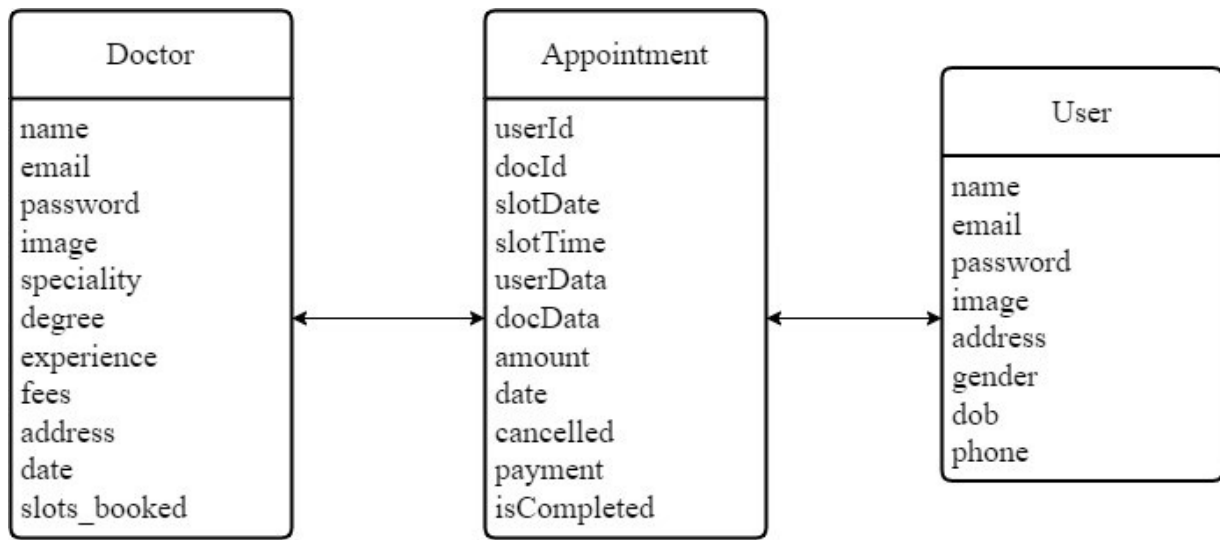 Doctor
name
email
password
image
speciality
degree
experience
fees
address
date
slots_booked
Appointment
userId
docId
slotDate
slotTime
userData
docData
amount
date
cancelled
payment
isCompleted
User
name
email
password
image
address
gender
dob
phone